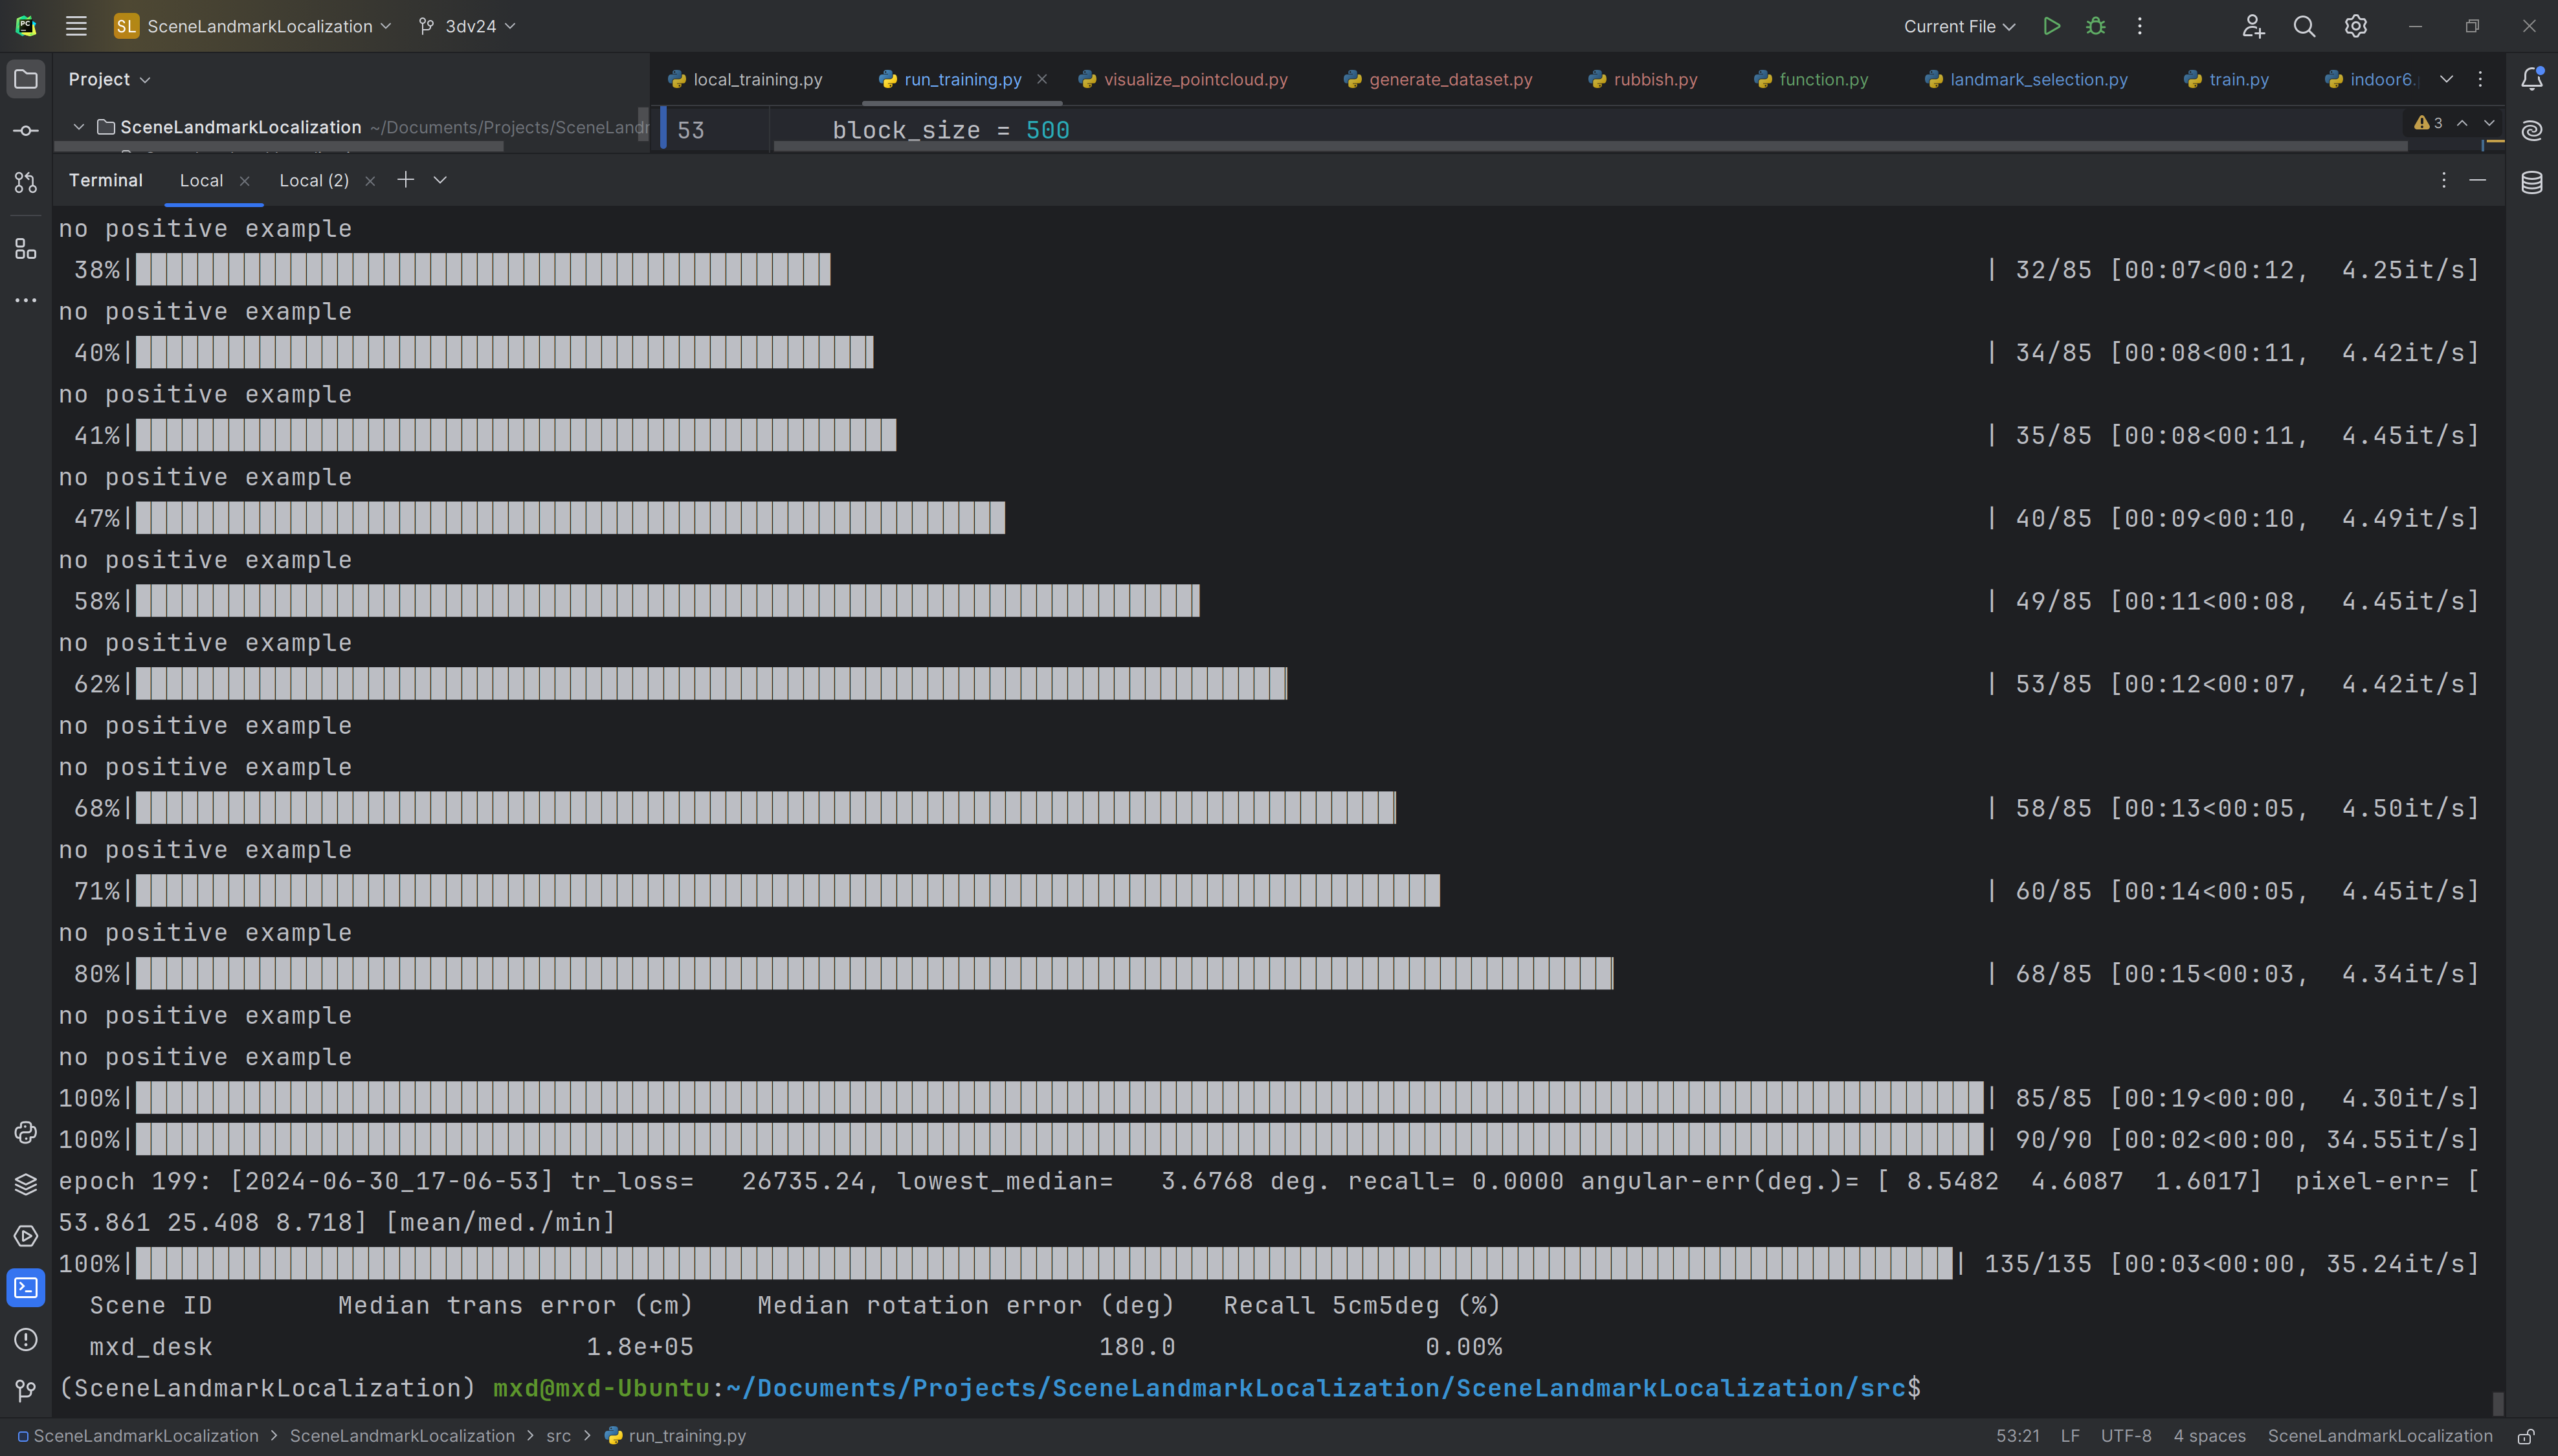 SL SceneLandmarkLocalization 3dv24 Current File
Project
local_training.py run_training.py visualize_pointcloud.py generate_dataset.py rubbish.py function.py landmark_selection.py train.py indoor6.
SceneLandmarkLocalization ~/Documents/Projects/SceneLandm
53 block_size = 500 3
Terminal Local Local (2)
no positive example
38%| | 32/85 [00:07<00:12, 4.25it/s]
no positive example
40%| | 34/85 [00:08<00:11, 4.42it/s]
no positive example
41%| | 35/85 [00:08<00:11, 4.45it/s]
no positive example
47%| | 40/85 [00:09<00:10, 4.49it/s]
no positive example
58%| | 49/85 [00:11<00:08, 4.45it/s]
no positive example
62%| | 53/85 [00:12<00:07, 4.42it/s]
no positive example
no positive example
68%| | 58/85 [00:13<00:05, 4.50it/s]
no positive example
71%| | 60/85 [00:14<00:05, 4.45it/s]
no positive example
80%| | 68/85 [00:15<00:03, 4.34it/s]
no positive example
no positive example
100%| | 85/85 [00:19<00:00, 4.30it/s]
100%| | 90/90 [00:02<00:00, 34.55it/s]
epoch 199: [2024-06-30_17-06-53] tr_loss= 26735.24, lowest_median= 3.6768 deg. recall= 0.0000 angular-err(deg.)= [ 8.5482 4.6087 1.6017] pixel-err= [
53.861 25.408 8.718] [mean/med./min]
100%| | 135/135 [00:03<00:00, 35.24it/s]
Scene ID Median trans error (cm) Median rotation error (deg) Recall 5cm5deg (%)
mxd_desk 1.8e+05 180.0 0.00%
(SceneLandmarkLocalization) mxd@mxd-Ubuntu:~/Documents/Projects/SceneLandmarkLocalization/SceneLandmarkLocalization/src$
SceneLandmarkLocalization > SceneLandmarkLocalization > src > run_training.py 53:21 LF UTF-8 4 spaces SceneLandmarkLocalization